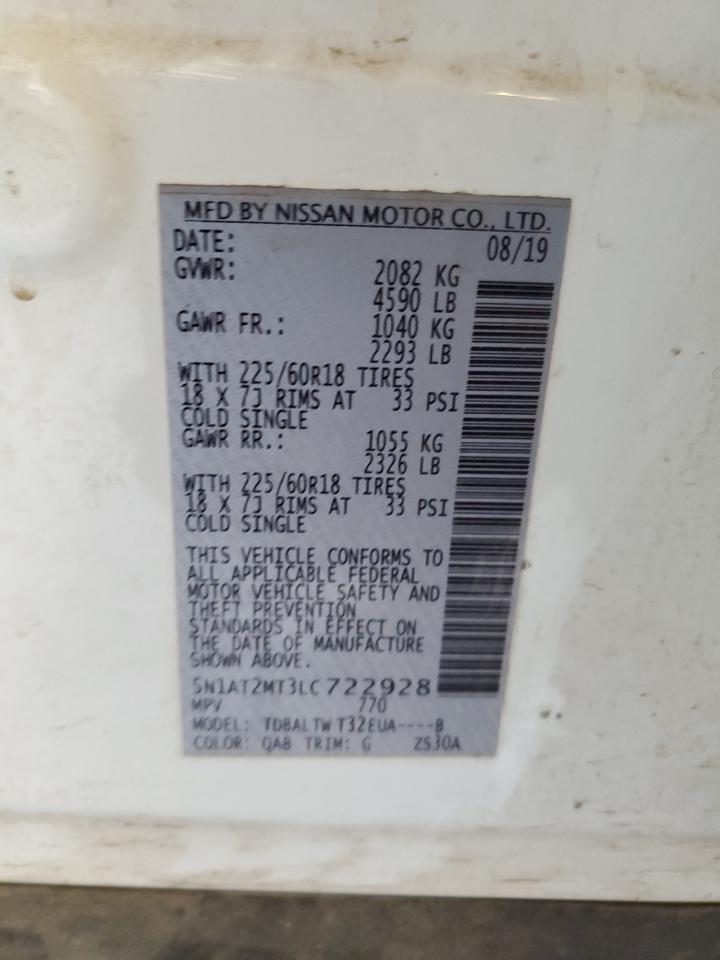 MFD BY NISSAN MOTOR CO., LTD.
DATE: 08/19
GVWR: 2082 KG
4590 LB
GAWR FR.: 1040 KG
2293 LB
WITH 225/60R18 TIRES
18 X 7J RIMS AT 33 PSI
COLD SINGLE
GAWR RR.: 1055 KG
2326 LB
WITH 225/60R18 TIRES
18 X 7J RIMS AT 33 PSI
COLD SINGLE
THIS VEHICLE CONFORMS TO
ALL APPLICABLE FEDERAL
MOTOR VEHICLE SAFETY AND
THEFT PREVENTION
STANDARDS IN EFFECT ON
THE DATE OF MANUFACTURE
SHOWN ABOVE.
5N1AT2MT3LC722928
MPV 770
MODEL: TDBALTW T32EUA----B
COLOR: QAB TRIM: G ZS30A